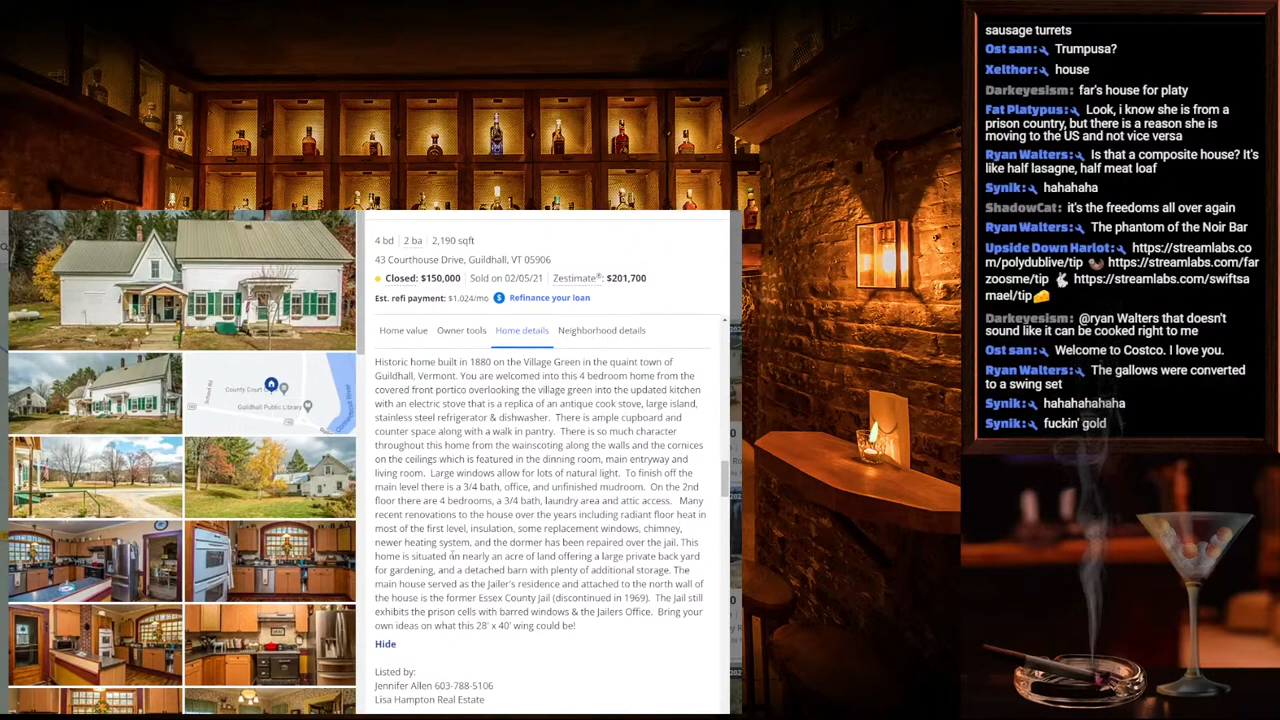 4 bd 2 ba 2,190 sqft
43 Courthouse Drive, Guildhall, VT 05906
Closed: $150,000 Sold on 02/05/21 Zestimate®: $201,700
Est. refi payment: $1,024/mo $ Refinance your loan
Home value Owner tools Home details Neighborhood details
Historic home built in 1880 on the Village Green in the quaint town of
Guildhall, Vermont. You are welcomed into this 4 bedroom home from the
covered front portico overlooking the village green into the updated kitchen
with an electric stove that is a replica of an antique cook stove, large island,
stainless steel refrigerator & dishwasher. There is ample cupboard and
counter space along with a walk in pantry. There is so much character
throughout this home from the wainscoting along the walls and the cornices
on the ceilings which is featured in the dinning room, main entryway and
living room. Large windows allow for lots of natural light. To finish off the
main level there is a 3/4 bath, office, and unfinished mudroom. On the 2nd
floor there are 4 bedrooms, a 3/4 bath, laundry area and attic access. Many
recent renovations to the house over the years including radiant floor heat in
most of the first level, insulation, some replacement windows, chimney,
newer heating system, and the dormer has been repaired over the jail. This
home is situated on nearly an acre of land offering a large private back yard
for gardening, and a detached barn with plenty of additional storage. The
main house served as the Jailer's residence and attached to the north wall of
the house is the former Essex County Jail (discontinued in 1969). The Jail still
exhibits the prison cells with barred windows & the Jailers Office. Bring your
own ideas on what this 28' x 40' wing could be!
Hide
Listed by:
Jennifer Allen 603-788-5106
Lisa Hampton Real Estate
County Court
Guildhall Public Library
sausage turrets
Ost san: Trumpusa?
Xelthor: house
Darkeyesism: far's house for platy
Fat Platypus: Look, i know she is from a
prison country, but there is a reason she is
moving to the US and not vice versa
Ryan Walters: Is that a composite house? It's
like half lasagne, half meat loaf
Synik: hahahaha
ShadowCat: it's the freedoms all over again
Ryan Walters: The phantom of the Noir Bar
Upside Down Harlot: https://streamlabs.co
m/polydublive/tip https://streamlabs.com/far
zoosme/tip https://streamlabs.com/swiftsa
mael/tip
Darkeyesism: @ryan Walters that doesn't
sound like it can be cooked right to me
Ost san: Welcome to Costco. I love you.
Ryan Walters: The gallows were converted
to a swing set
Synik: hahahahahaha
Synik: fuckin' gold